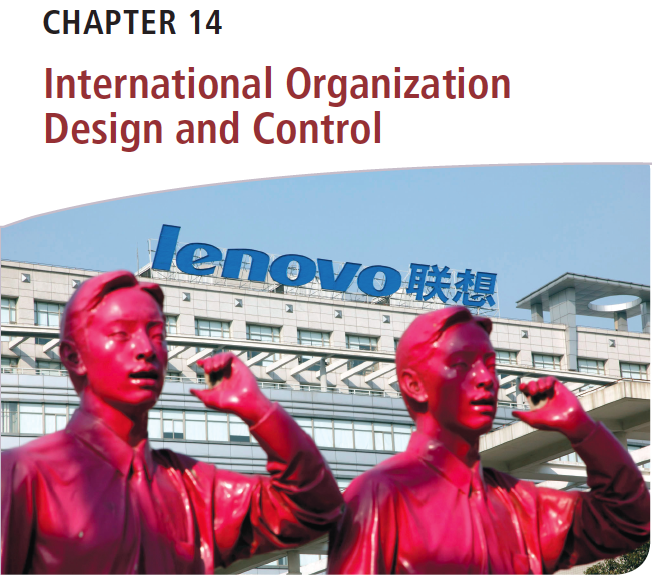 CHAPTER 14
International Organization
Design and Control
lenovo联想